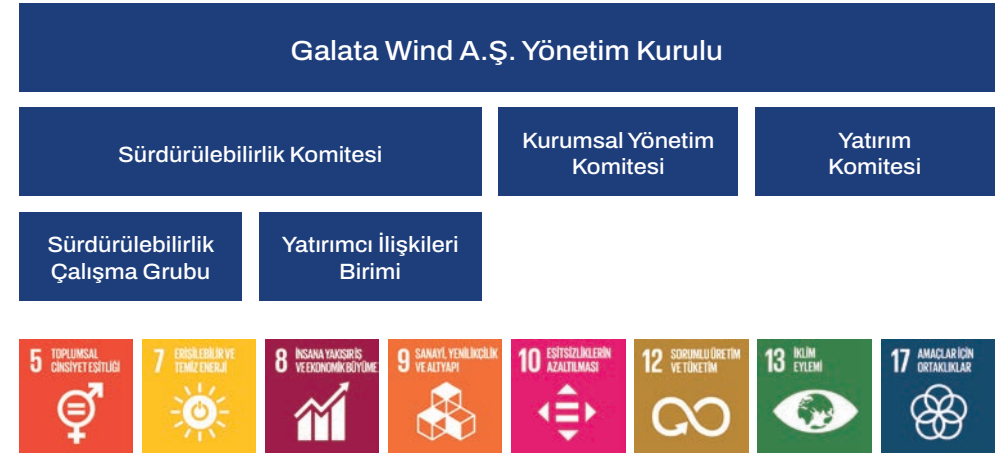 Galata Wind A.Ş. Yönetim Kurulu
Sürdürülebilirlik Komitesi
Kurumsal Yönetim
Komitesi
Yatırım
Komitesi
Sürdürülebilirlik
Çalışma Grubu
Yatırımcı İlişkileri
Birimi
5 TOPLUMSAL
CİNSİYET EŞİTLİĞİ
7 ERİŞİLEBİLİR VE
TEMİZ ENERJİ
8 İNSANA YAKIŞIR İŞ
VE EKONOMİK BÜYÜME
9 SANAYİ, YENİLİKÇİLİK
VE ALTYAPI
10 EŞİTSİZLİKLERİN
AZALTILMASI
12 SORUMLU ÜRETİM
VE TÜKETİM
13 İKLİM
EYLEMİ
17 AMAÇLAR İÇİN
ORTAKLIKLAR